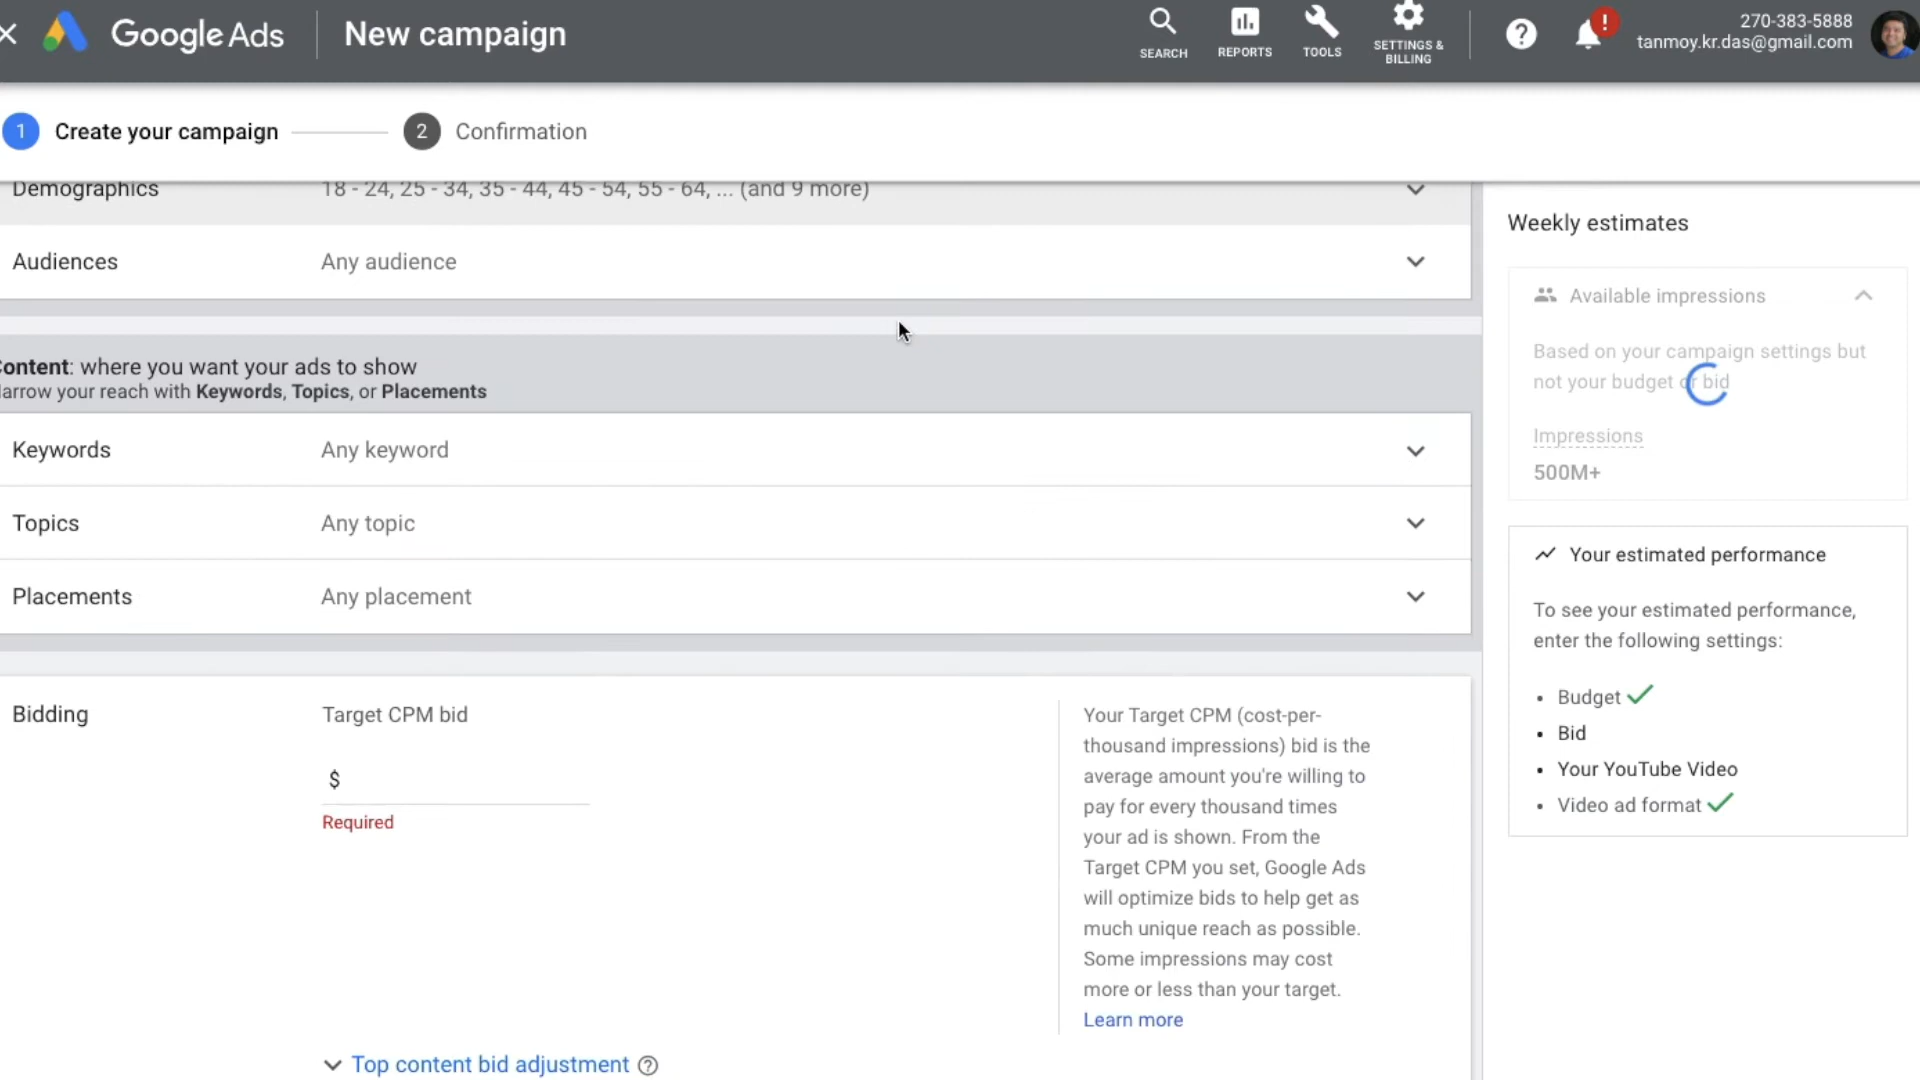 Google Ads
New campaign
SEARCH
REPORTS
TOOLS
SETTINGS &
BILLING
?
!
270-383-5888
tanmoy.kr.das@gmail.com
1 Create your campaign
2 Confirmation
Demographics
18 - 24, 25 - 34, 35 - 44, 45 - 54, 55 - 64, ... (and 9 more)
Audiences
Any audience
ontent: where you want your ads to show
arrow your reach with Keywords, Topics, or Placements
Keywords
Any keyword
Topics
Any topic
Placements
Any placement
Bidding
Target CPM bid
$
Required
Your Target CPM (cost-per-
thousand impressions) bid is the
average amount you're willing to
pay for every thousand times
your ad is shown. From the
Target CPM you set, Google Ads
will optimize bids to help get as
much unique reach as possible.
Some impressions may cost
more or less than your target.
Learn more
Top content bid adjustment ?
Weekly estimates
Available impressions
Based on your campaign settings but
not your budget or bid
Impressions
500M+
Your estimated performance
To see your estimated performance,
enter the following settings:
• Budget
• Bid
• Your YouTube Video
• Video ad format